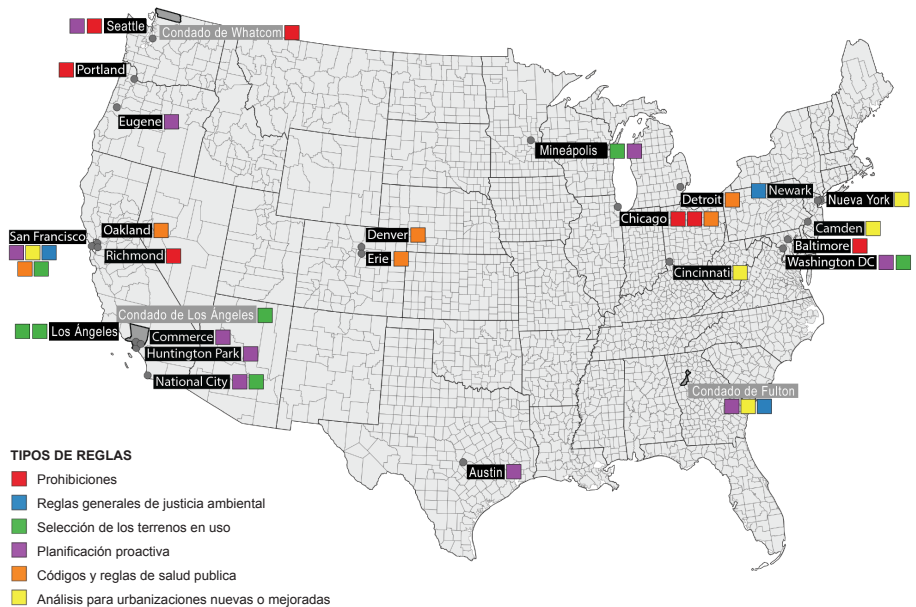 Seattle
Condado de Whatcom
Portland
Eugene
Mineápolis
Detroit
Newark
Nueva York
Chicago
Camden
Baltimore
Washington DC
Cincinnati
Oakland
San Francisco
Richmond
Denver
Erie
Condado de Los Ángeles
Los Ángeles
Commerce
Huntington Park
National City
Condado de Fulton
Austin
TIPOS DE REGLAS
Prohibiciones
Reglas generales de justicia ambiental
Selección de los terrenos en uso
Planificación proactiva
Códigos y reglas de salud publica
Análisis para urbanizaciones nuevas o mejoradas